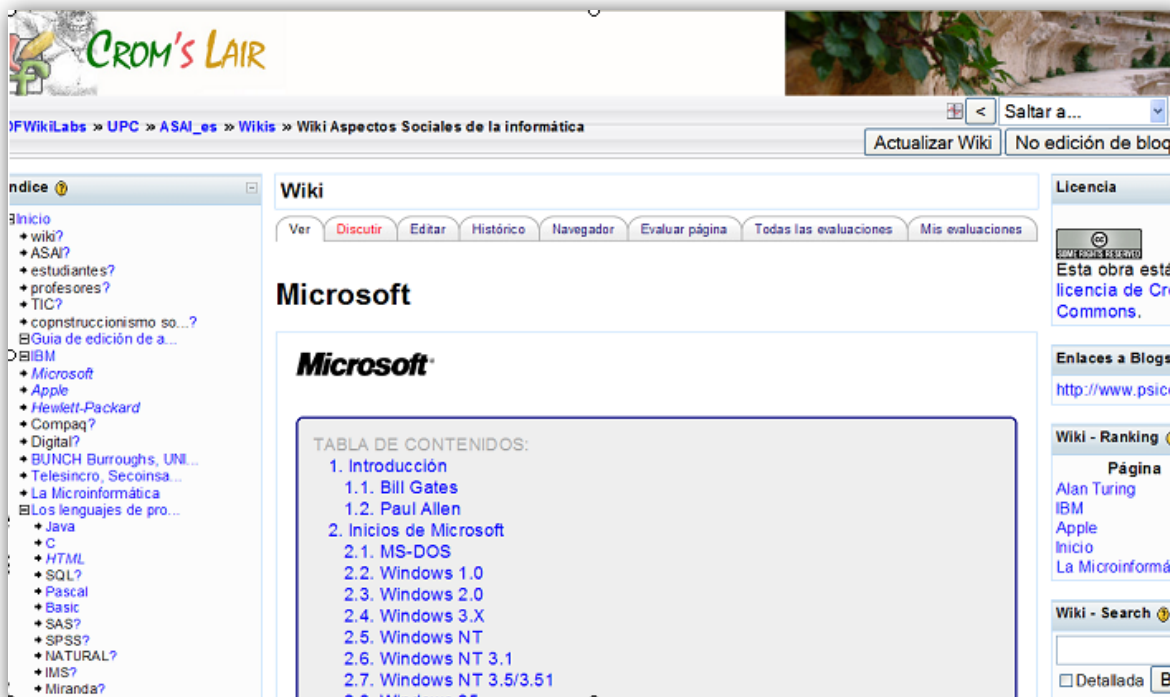 CROM'S LAIR
< Saltar a...
DFWikiLabs » UPC » ASAI_es » Wikis » Wiki Aspectos Sociales de la informática
Actualizar Wiki No edición de bloq
ndice
Inicio
wiki?
ASAI?
estudiantes?
profesores?
TIC?
copnstruccionismo so...?
Guia de edición de a...
IBM
Microsoft
Apple
Hewlett-Packard
Compaq?
Digital?
BUNCH Burroughs, UNI...
Telesincro, Secoinsa...
La Microinformática
Los lenguajes de pro...
Java
C
HTML
SQL?
Pascal
Basic
SAS?
SPSS?
NATURAL?
IMS?
Miranda?
Wiki
Ver Discutir Editar Histórico Navegador Evaluar página Todas las evaluaciones Mis evaluaciones
Microsoft
Microsoft
TABLA DE CONTENIDOS:
1. Introducción
1.1. Bill Gates
1.2. Paul Allen
2. Inicios de Microsoft
2.1. MS-DOS
2.2. Windows 1.0
2.3. Windows 2.0
2.4. Windows 3.X
2.5. Windows NT
2.6. Windows NT 3.1
2.7. Windows NT 3.5/3.51
Licencia
SOME RIGHTS RESERVED
Esta obra está
licencia de Cr
Commons.
Enlaces a Blogs
http://www.psic
Wiki - Ranking
Página
Alan Turing
IBM
Apple
Inicio
La Microinformá
Wiki - Search
Detallada B